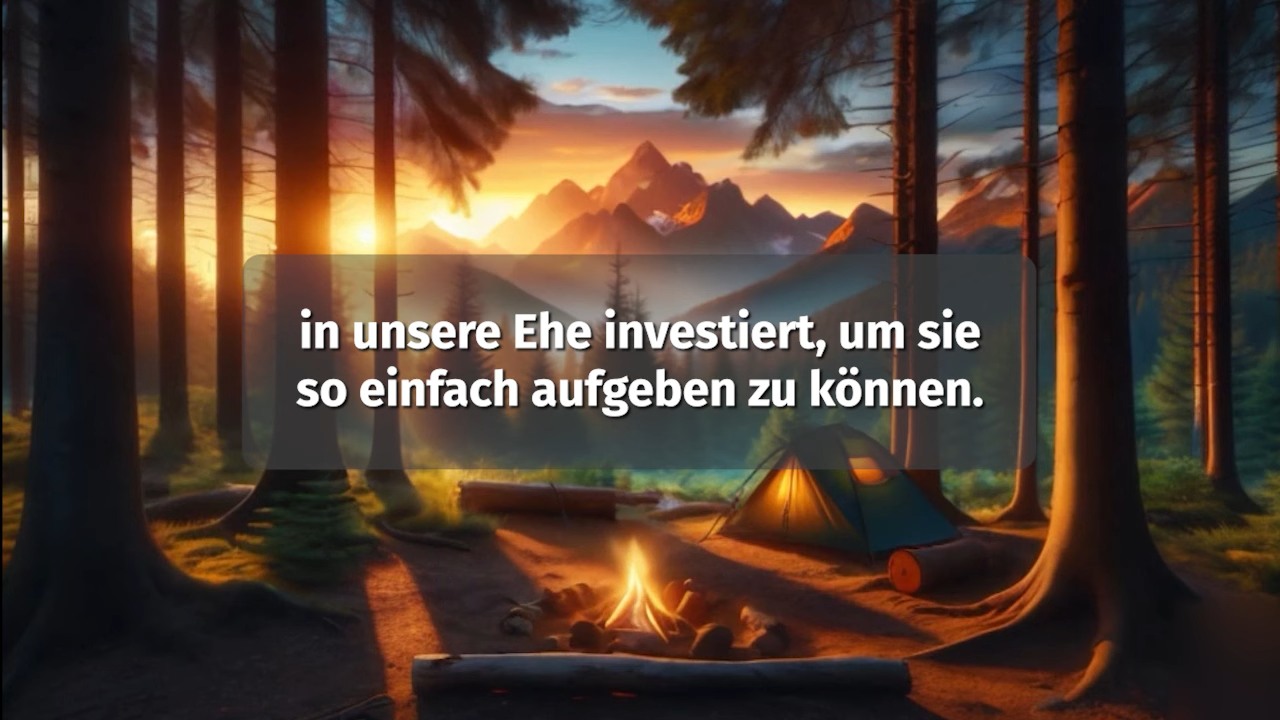 in unsere Ehe investiert, um sie
so einfach aufgeben zu können.